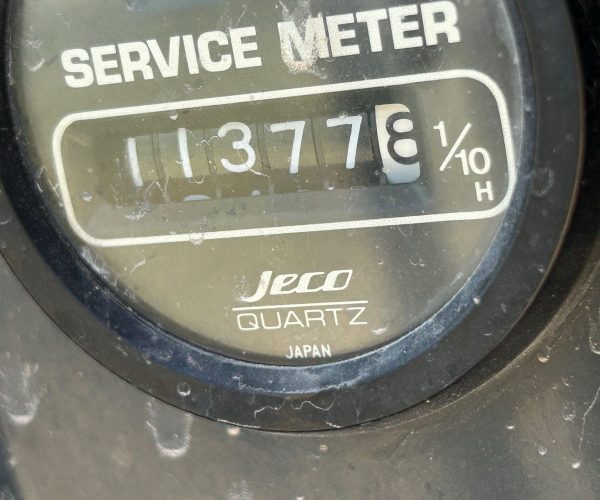 SERVICE METER
113778 1/10
H
Jeco
QUARTZ
JAPAN